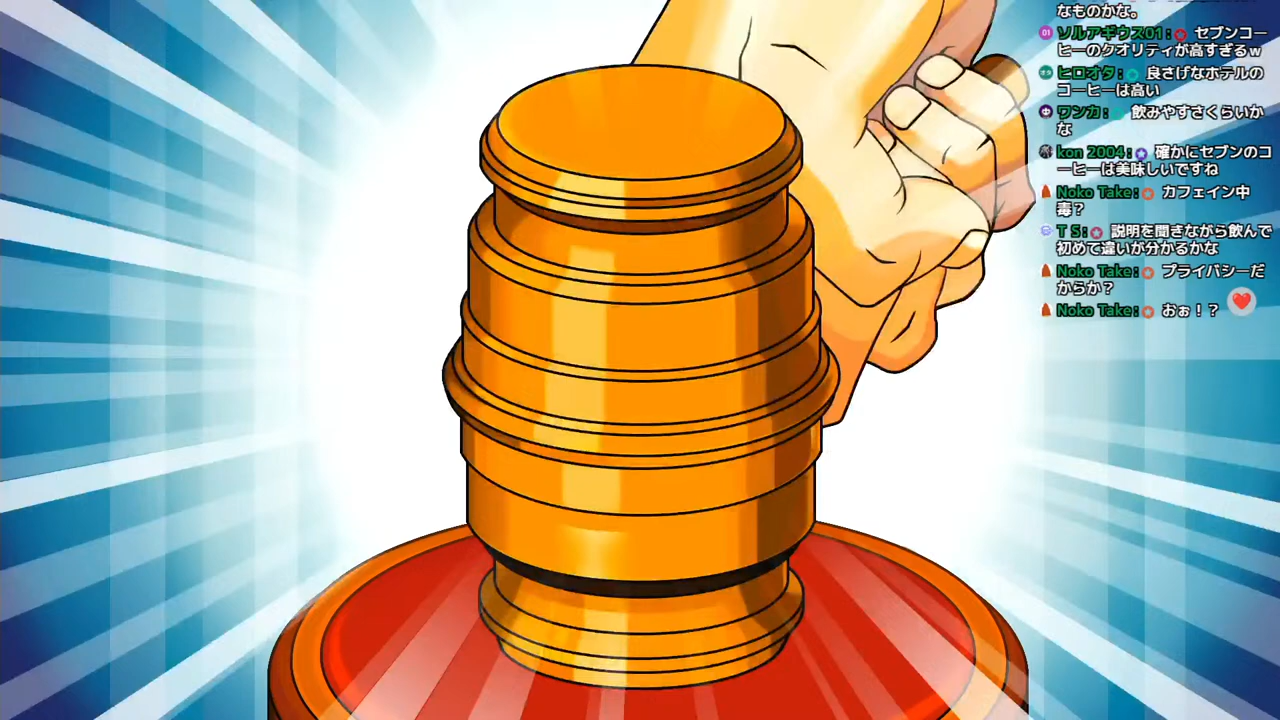 なものかな。
ソルアギウス01: セブンコー
ヒーのクオリティが高すぎるw
ヒロオタ: 良さげなホテルの
コーヒーは高い
ワンカ: 飲みやすさくらいか
な
kon 2004: 確かにセブンのコ
ーヒーは美味しいですね
Noko Take: カフェイン中
毒?
T S: 説明を聞きながら飲んで
初めて違いが分かるかな
Noko Take: プライバシーだ
からか?
Noko Take: おぉ!?